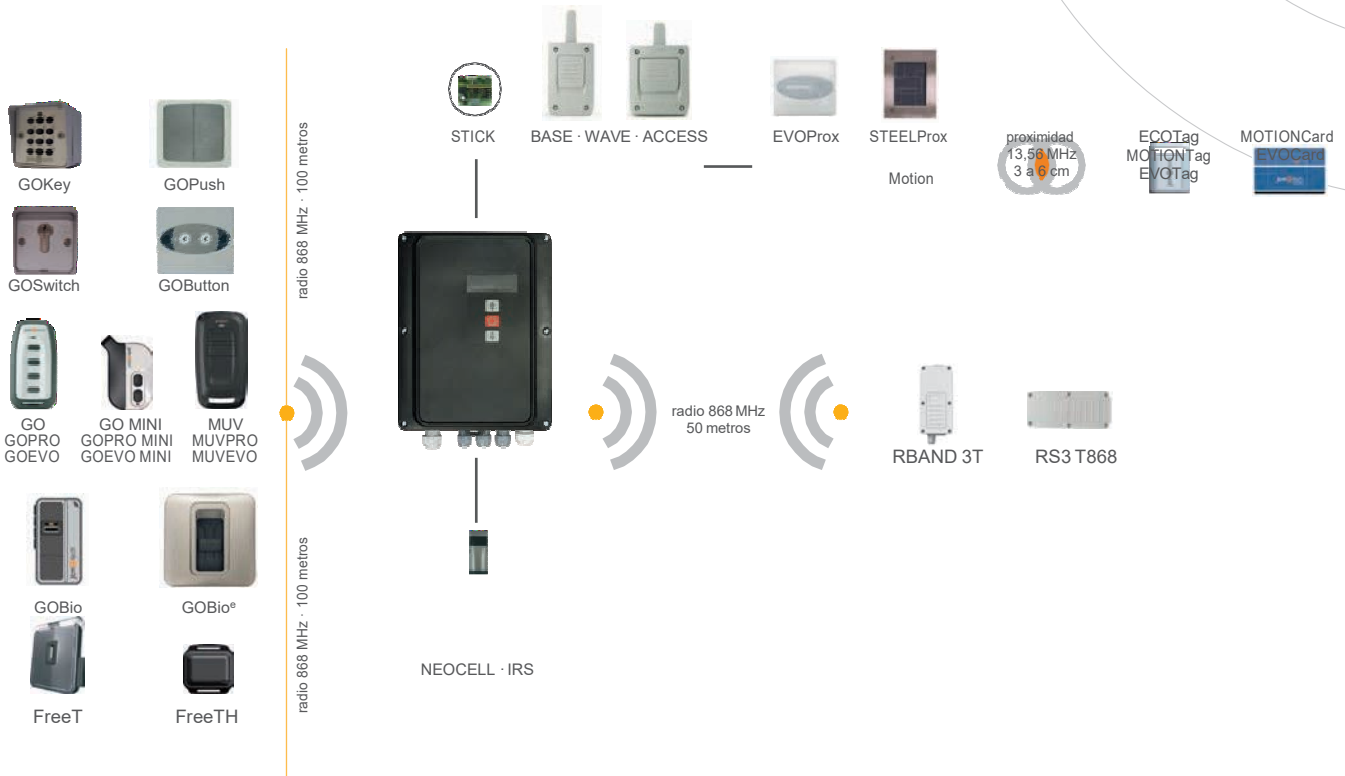 STICK
BASE · WAVE · ACCESS
EVOProx
STEELProx
Motion
proximidad
13,56 MHz
3 a 6 cm
ECOTag
MOTIONTag
EVOTag
MOTIONCard
EVOCard
GOKey
GOPush
GOSwitch
GOButton
radio 868 MHz · 100 metros
GO
GOPRO
GOEVO
GO MINI
GOPRO MINI
GOEVO MINI
MUV
MUVPRO
MUVEVO
radio 868 MHz
50 metros
RBAND 3T
RS3 T868
GOBio
GOBioᵉ
FreeT
FreeTH
radio 868 MHz · 100 metros
NEOCELL · IRS